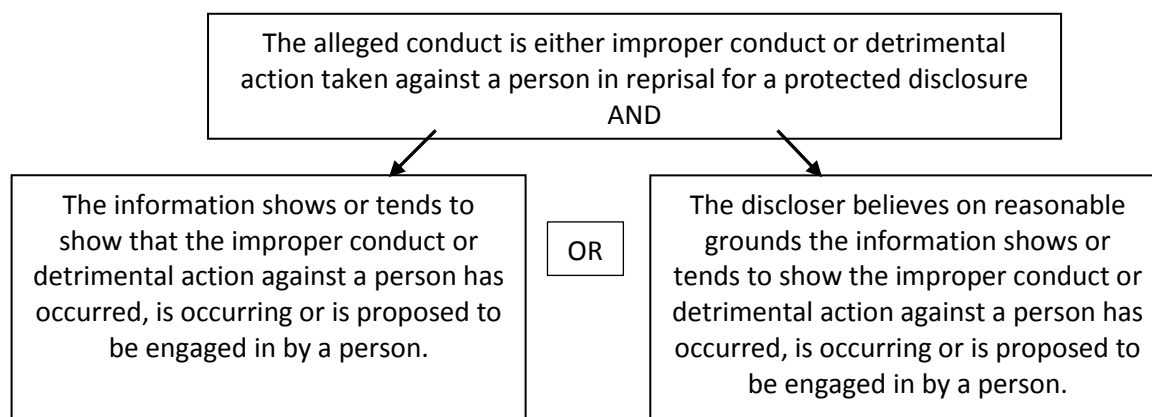 The alleged conduct is either improper conduct or detrimental
action taken against a person in reprisal for a protected disclosure
AND
The information shows or tends to
show that the improper conduct or
detrimental action against a person has
occurred, is occurring or is proposed to
be engaged in by a person.
OR
The discloser believes on reasonable
grounds the information shows or
tends to show the improper conduct or
detrimental action against a person has
occurred, is occurring or is proposed to
be engaged in by a person.